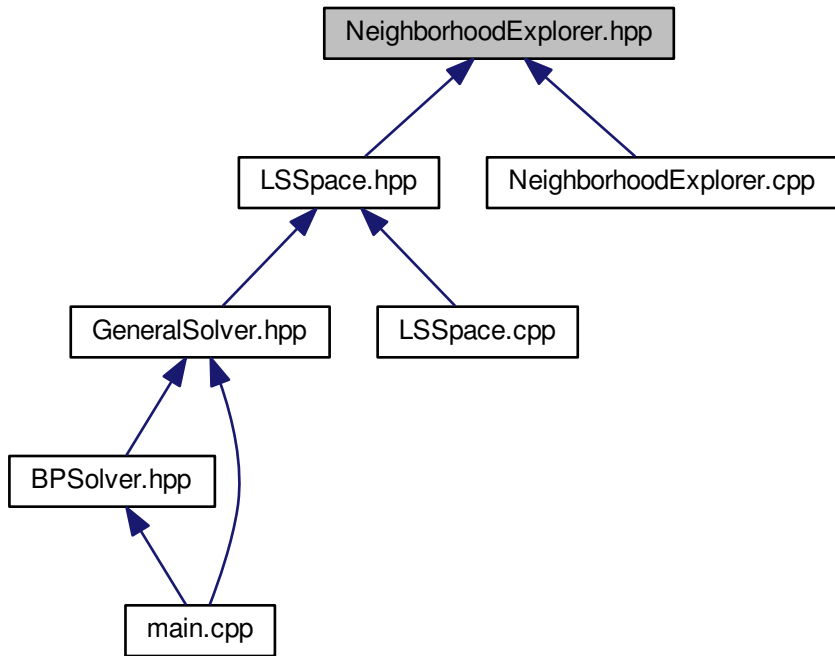 NeighborhoodExplorer.hpp
LSSpace.hpp
NeighborhoodExplorer.cpp
GeneralSolver.hpp
LSSpace.cpp
BPSolver.hpp
main.cpp